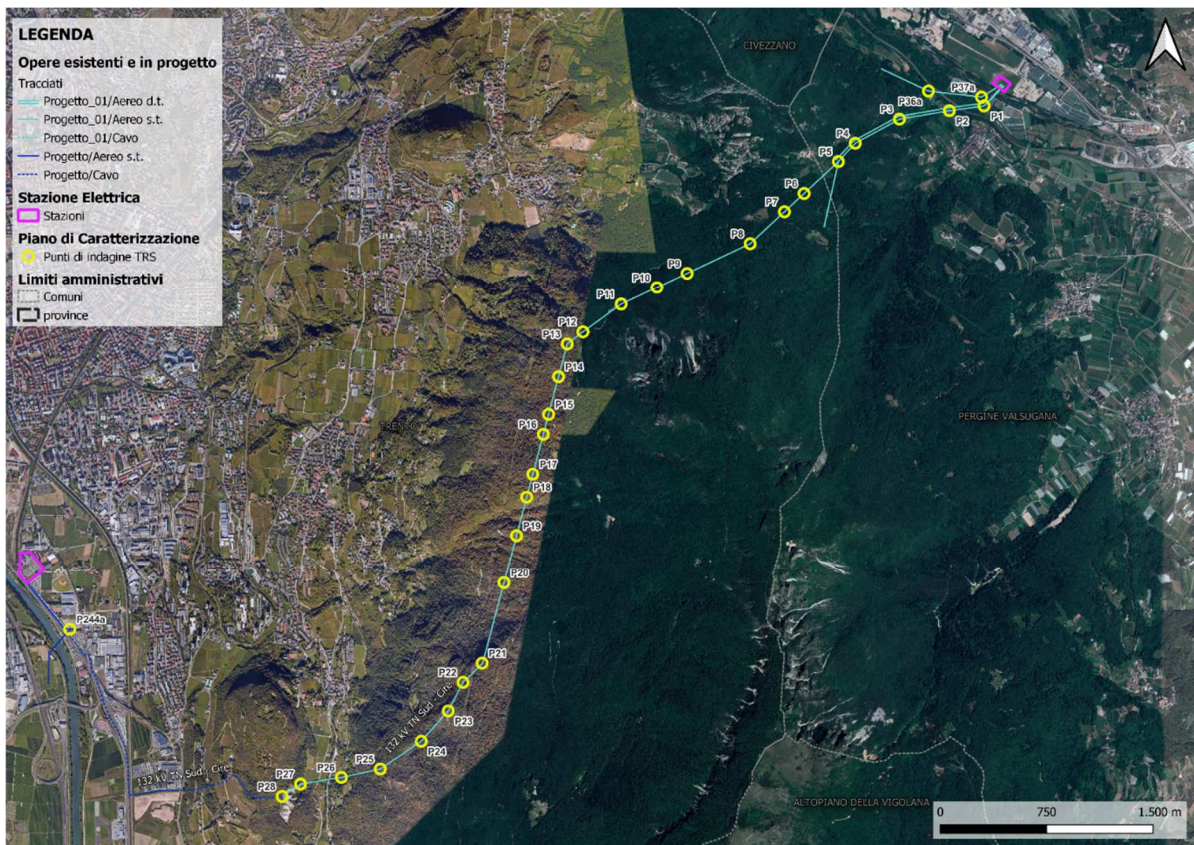 LEGENDA
Opere esistenti e in progetto
Tracciati
Progetto_01/Aereo d.t.
Progetto_01/Aereo s.t.
Progetto_01/Cavo
Progetto/Aereo s.t.
Progetto/Cavo
Stazione Elettrica
Stazioni
Piano di Caratterizzazione
Punti di indagine TRS
Limiti amministrativi
Comuni
province
CIVEZZANO
P37a
P36a
P1
P2
P3
P4
P5
P6
P7
P8
P9
P10
P11
P12
P13
P14
P15
PERGINE VALSUGANA
TRENTO
P16
P17
P18
P19
P20
P244a
P21
P22
132 kV TN Sud - Cire
P23
P24
P25
P26
P27
P28
132 kV TN Sud - Cire
ALTOPIANO DELLA VIGOLANA
0 750 1.500 m